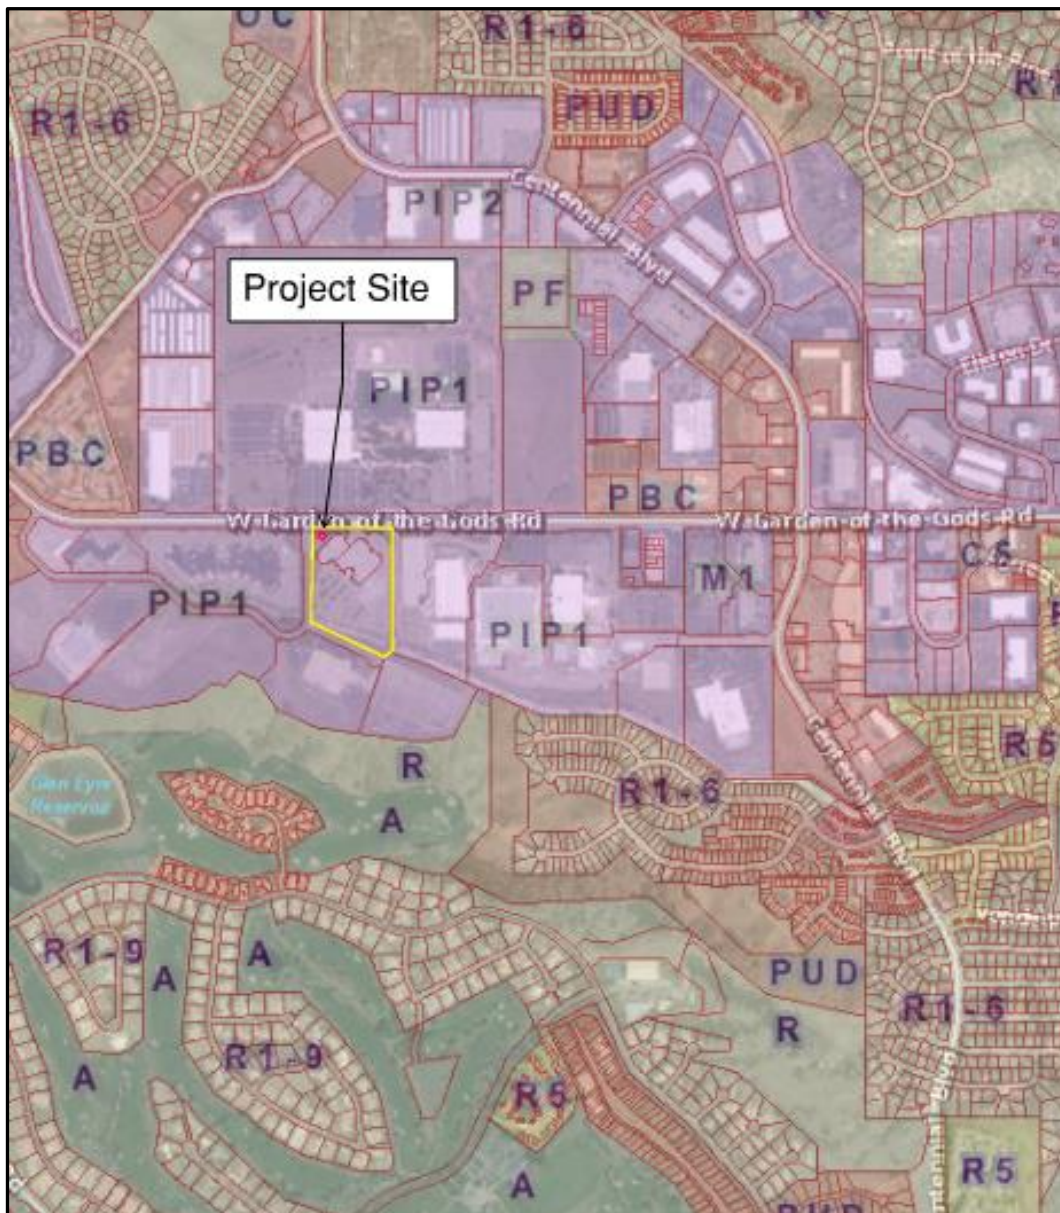 OC
R1-6
R1-6
PUD
PIP2
Centennial Blvd
Project Site
PF
PIP1
PBC
PBC
W Garden of the Gods Rd
W Garden of the Gods Rd
M1
C5
PIP1
PIP1
R
A
Glen Eyre
Reservoir
R1-6
R5
Centennial Blvd
R1-9
A
A
PUD
R
R1-6
R1-9
A
R5
A
R5
PUD